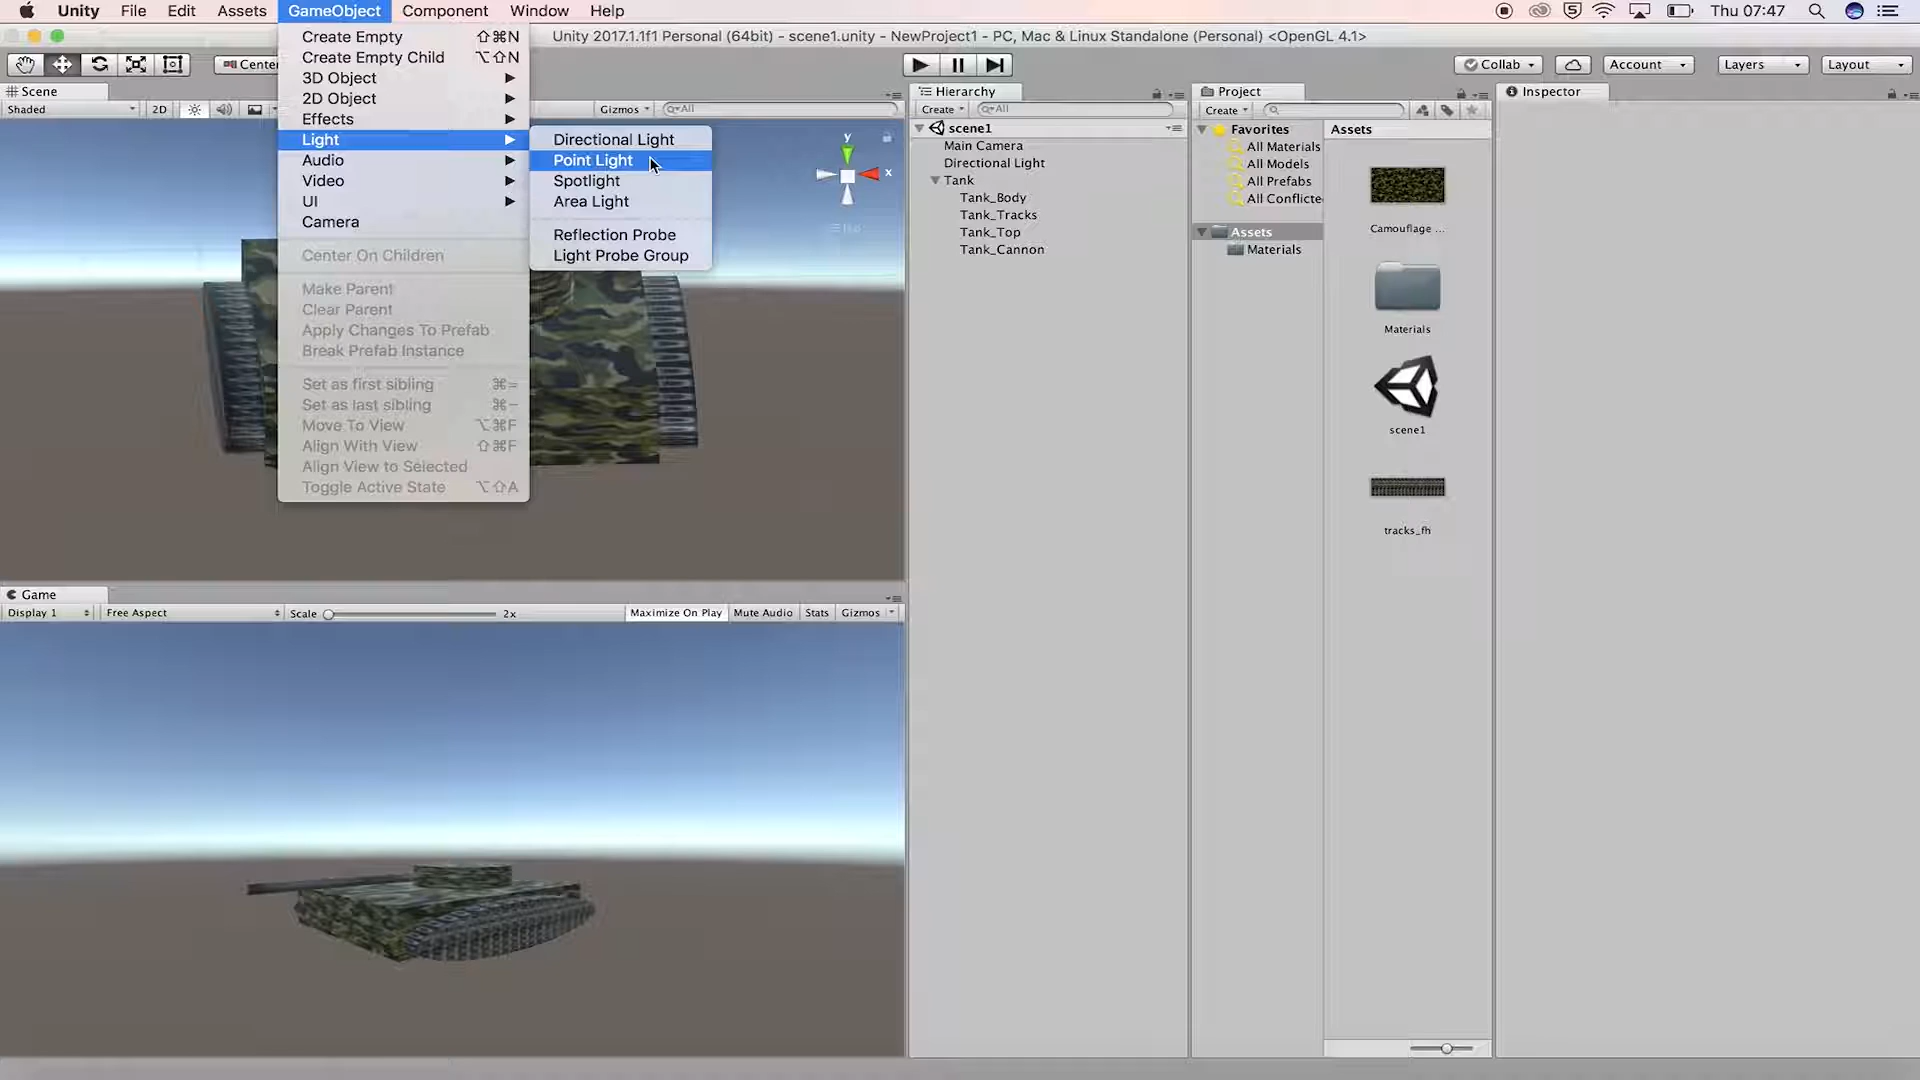 Unity File Edit Assets GameObject Component Window Help Thu 07:47
Unity 2017.1.1f1 Personal (64bit) - scene1.unity - NewProject1 - PC, Mac & Linux Standalone (Personal) <OpenGL 4.1>
Center
Collab Account Layers Layout
Create Empty ⇧⌘N
Create Empty Child ⌥⇧N
3D Object
2D Object
Effects
Light
Audio
Video
UI
Camera
Center On Children
Make Parent
Clear Parent
Apply Changes To Prefab
Break Prefab Instance
Set as first sibling ⌘=
Set as last sibling ⌘-
Move To View ⌥⌘F
Align With View ⇧⌘F
Align View to Selected
Toggle Active State ⌥⇧A
Directional Light
Point Light
Spotlight
Area Light
Reflection Probe
Light Probe Group
Scene
Shaded 2D Gizmos All
y
x
Game
Display 1 Free Aspect Scale 2x Maximize On Play Mute Audio Stats Gizmos
Hierarchy
Create All
scene1
Main Camera
Directional Light
Tank
Tank_Body
Tank_Tracks
Tank_Top
Tank_Cannon
Project
Create
Favorites
All Materials
All Models
All Prefabs
All Conflicte
Assets
Materials
Assets
Camouflage ...
Materials
scene1
tracks_fh
Inspector